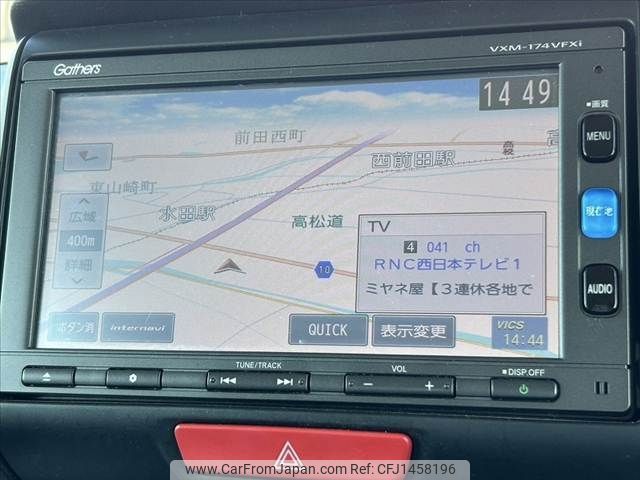 VXM-174VFXi
Gathers
14 49
画質
MENU
前田西町
西前田駅
高松
東山崎町
水田駅
広域
400m
詳細
高松道
10
TV
4 041 ch
RNC西日本テレビ1
ミヤネ屋【3連休各地で
現在地
AUDIO
ボタン消
internavi
QUICK
表示変更
VICS
14:44
TUNE/TRACK
VOL
DISP.OFF
www.CarFromJapan.com - CFJ1458196